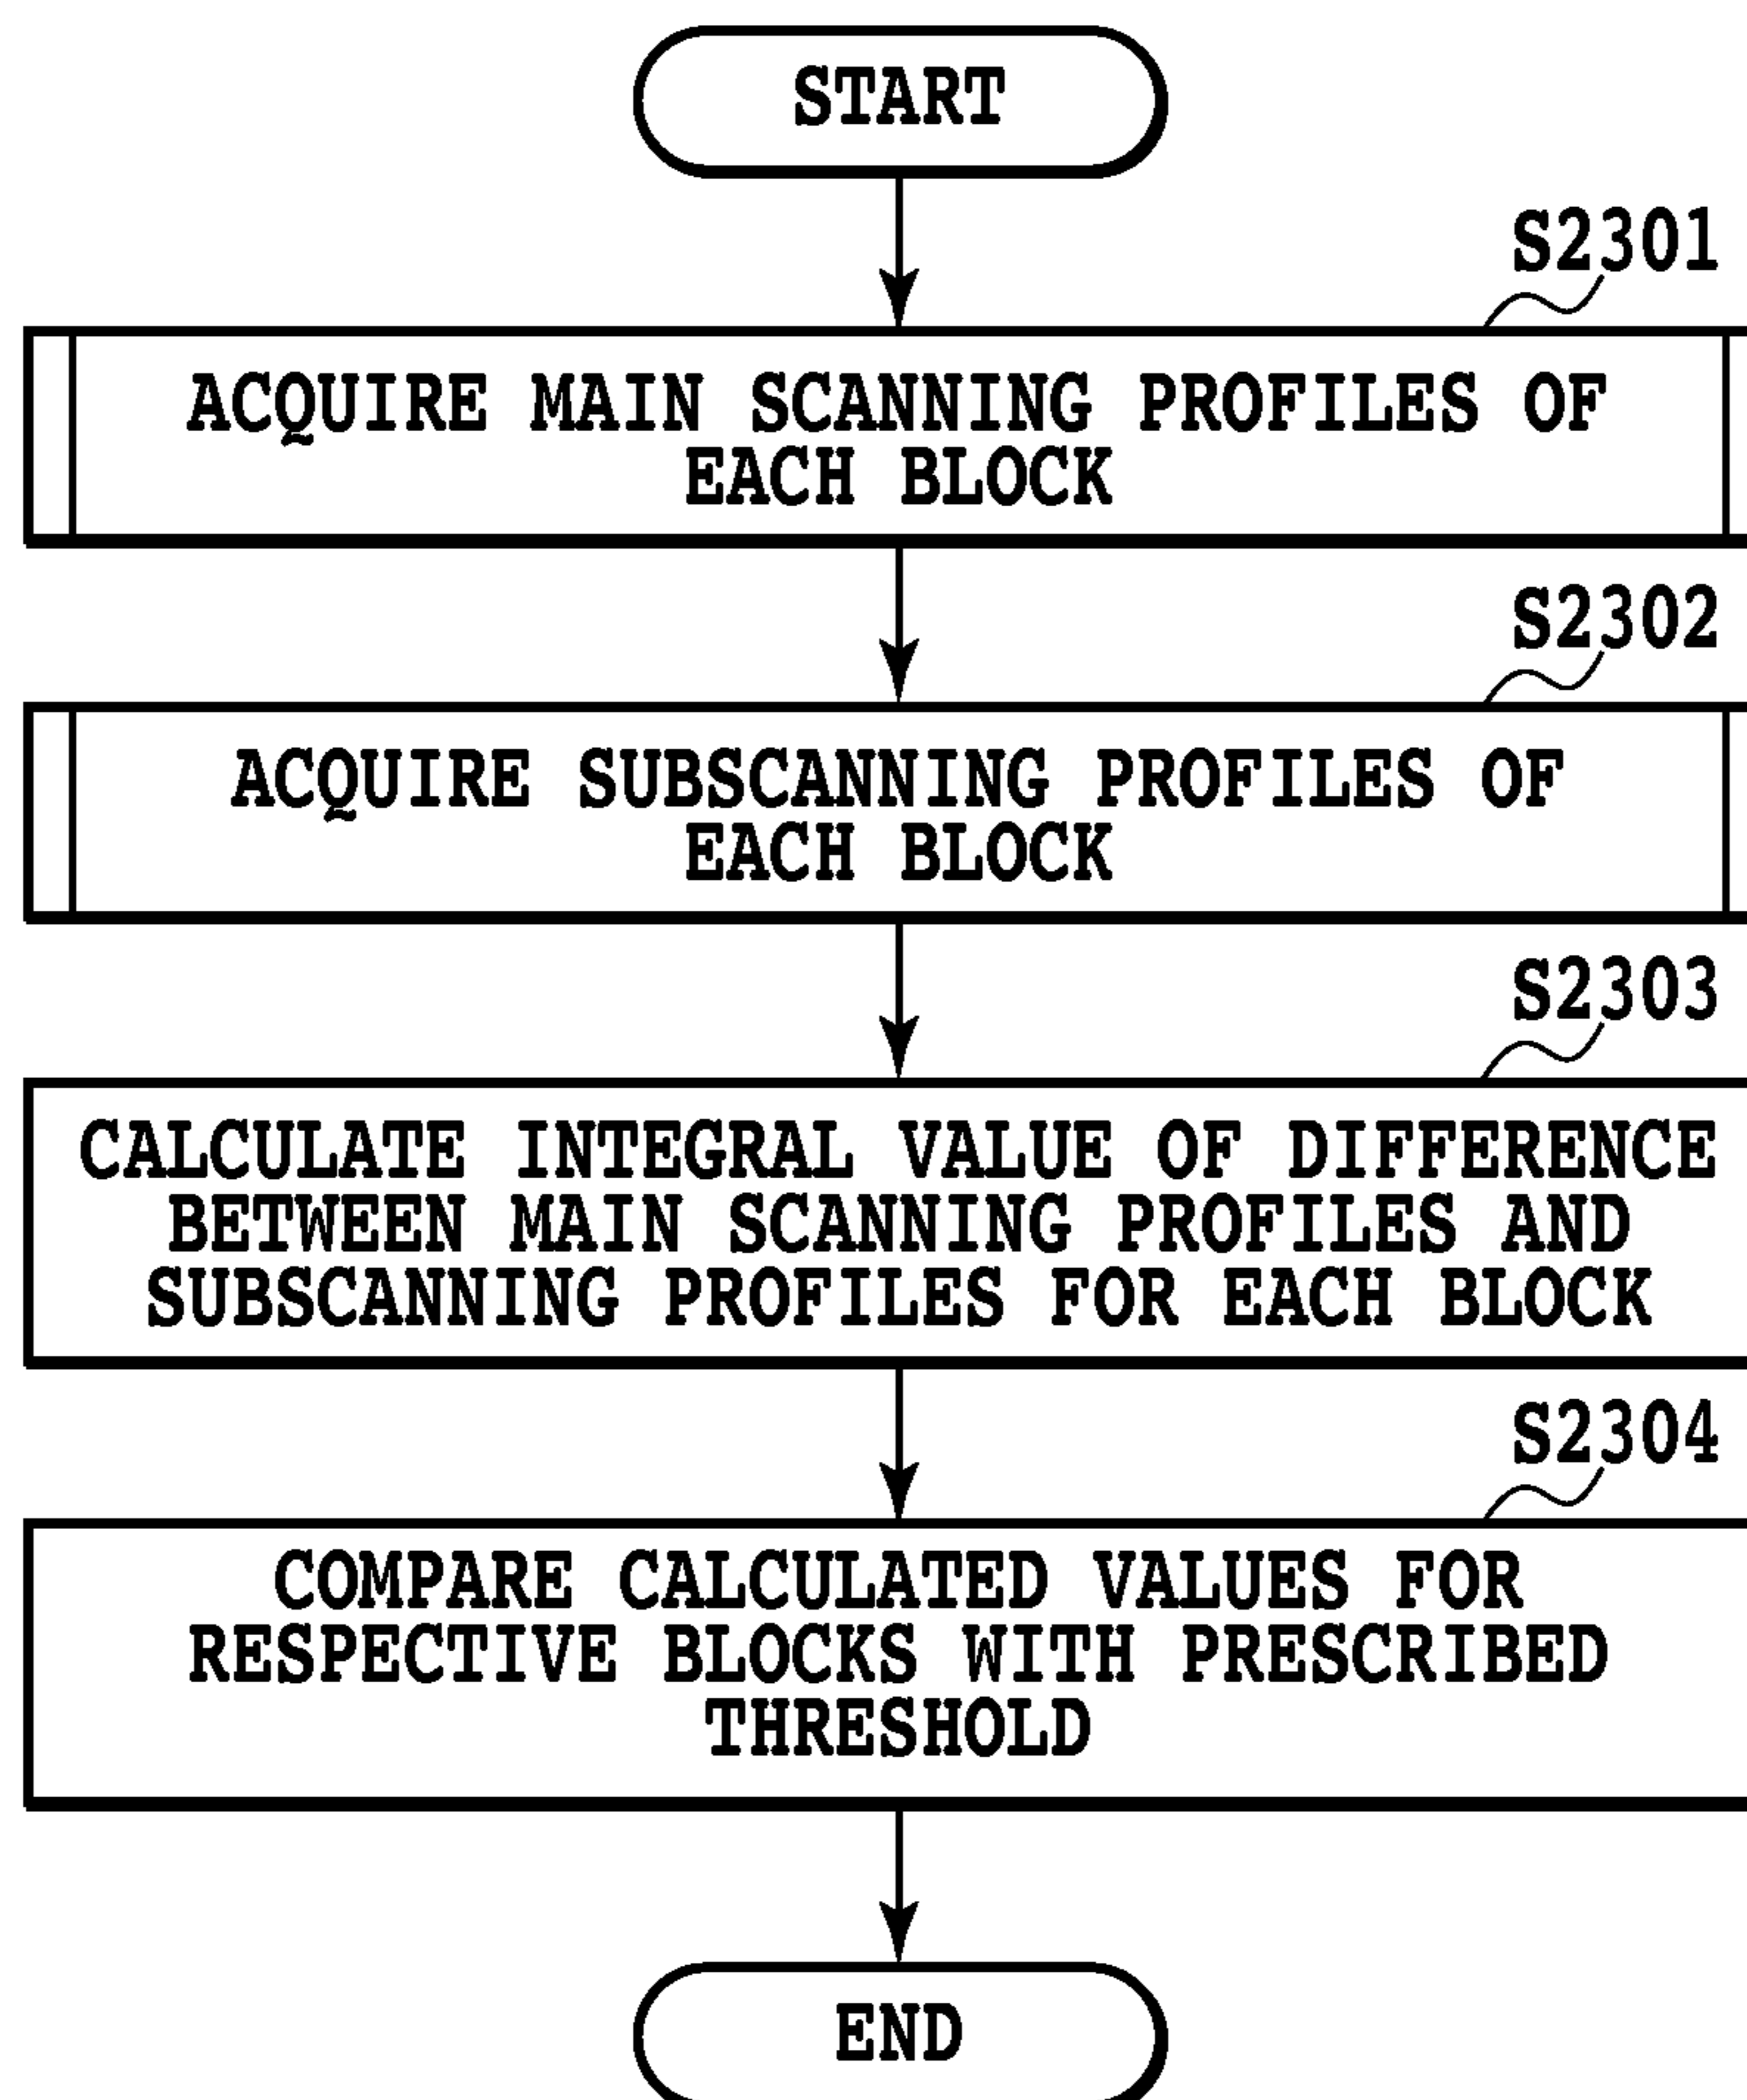 START
S2301
ACQUIRE MAIN SCANNING PROFILES OF
EACH BLOCK
S2302
ACQUIRE SUBSCANNING PROFILES OF
EACH BLOCK
S2303
CALCULATE INTEGRAL VALUE OF DIFFERENCE
BETWEEN MAIN SCANNING PROFILES AND
SUBSCANNING PROFILES FOR EACH BLOCK
S2304
COMPARE CALCULATED VALUES FOR
RESPECTIVE BLOCKS WITH PRESCRIBED
THRESHOLD
END